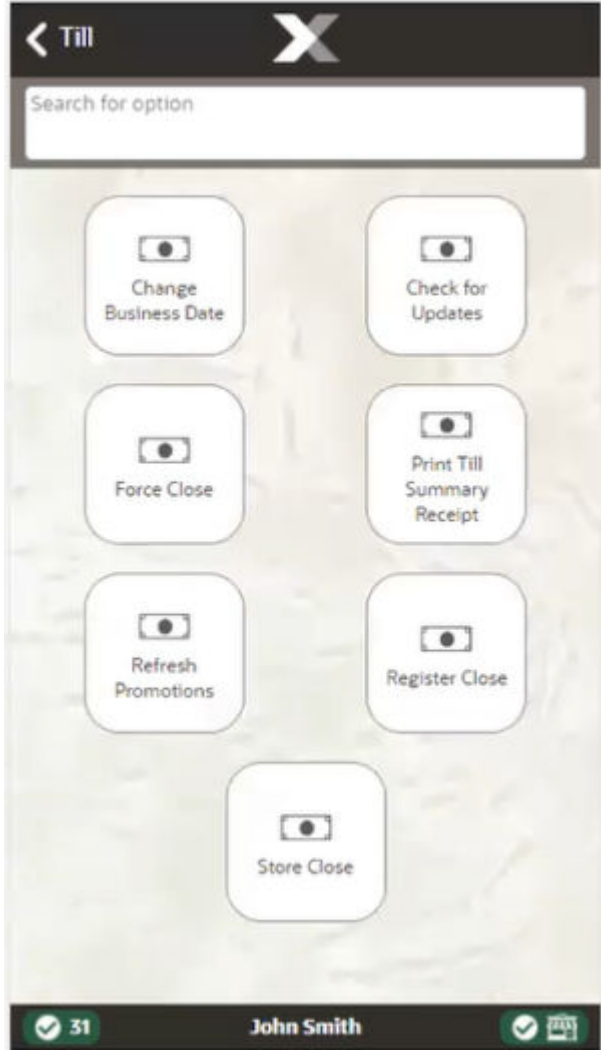 Till
Search for option
Change
Business Date
Check for
Updates
Force Close
Print Till
Summary
Receipt
Refresh
Promotions
Register Close
Store Close
31
John Smith